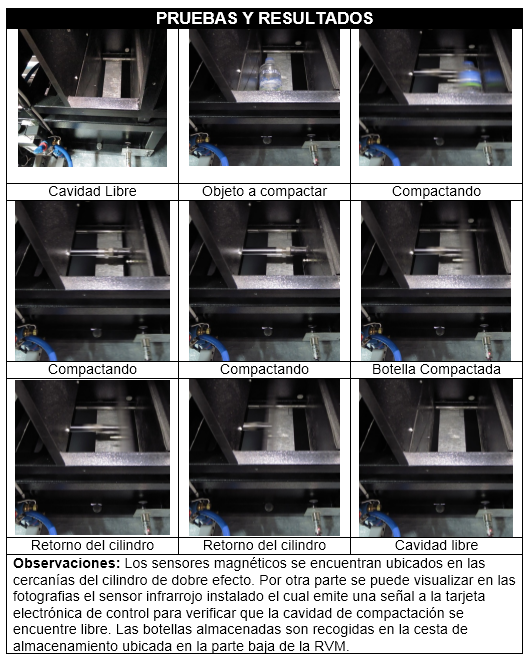 PRUEBAS Y RESULTADOS
Cavidad Libre
Objeto a compactar
Compactando
Compactando
Compactando
Botella Compactada
Retorno del cilindro
Retorno del cilindro
Cavidad libre
Observaciones: Los sensores magnéticos se encuentran ubicados en las
cercanías del cilindro de dobre efecto. Por otra parte se puede visualizar en las
fotografias el sensor infrarrojo instalado el cual emite una señal a la tarjeta
electrónica de control para verificar que la cavidad de compactación se
encuentre libre. Las botellas almacenadas son recogidas en la cesta de
almacenamiento ubicada en la parte baja de la RVM.